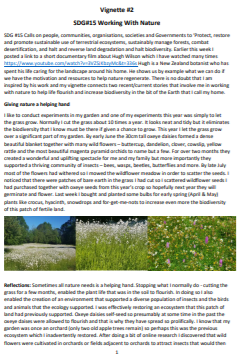 Vignette #2
SDG#15 Working With Nature
SDG #15 Calls on people, communities, organisations, societies and Governments to 'Protect, restore
and promote sustainable use of terrestrial ecosystems, sustainably manage forests, combat
desertification, and halt and reverse land degradation and halt biodiversity. Earlier this week I
posted a link to a short documentary film about Hugh Wilson which I have watched many times
Hugh is a New Zealand botanist who has
spent his life caring for the landscape around his home. He shows us by example what we can do if
we have the motivation and resources to help nature regenerate. There is no doubt that I am
inspired by his work and my vignette connects two recent/current stories that involve me in working
with nature to help life flourish and increase biodiversity in the bit of the Earth that I call my home.
Giving nature a helping hand
I like to conduct experiments in my garden and one of my experiments this year was simply to let
the grass grow. Normally I cut the grass about 10 times a year. It looks neat and tidy but it eliminates
the biodiversity that I know must be there if given a chance to grow. This year I let the grass grow
over a significant part of my garden. By early June the 30cm tall swaye daisies formed a dense
beautiful blanket together with many wild flowers – buttercup, dandelion, clover, cowslip, yellow
rattle and the most beautiful magenta pyramid orchids to name but a few. For over two months they
created a wonderful and uplifting spectacle for me and my family but more importantly they
supported a thriving community of insects – bees, wasps, beetles, butterflies and more. By late July
most of the flowers had withered so I mowed the wildflower meadow in order to scatter the seeds. I
noticed that there were patches of bare earth in the grass I had cut so I scattered wildflower seeds I
had purchased together with oxeye seeds from this year's crop so hopefully next year they will
germinate and flower. Last week I bought and planted some bulbs for early spring (April & May)
plants like crocus, hyacinth, snowdrops and for-get-me-nots to increase even more the biodiversity
of this patch of fertile land.
Reflections: Sometimes all nature needs is a helping hand. Stopping what I normally do - cutting the
grass for a few months, enabled the plant life that was in the soil to flourish. In doing so I also
enabled the creation of an environment that supported a diverse population of insects and the birds
and animals that the ecology supported. I was effectively restoring an ecosystem that this patch of
land had previously supported. Oxeye daisies self-seed so presumably at some time in the past the
oxeye daisies were allowed to flourish and that is why they have spread so prolifically. I know that my
garden was once an orchard (only two old apple trees remain) so perhaps this was the previous
ecosystem which I inadvertently restored. After doing a bit of online research I discovered that wild
flowers were cultivated in orchards or fields adjacent to orchards to attract insects that would then
1